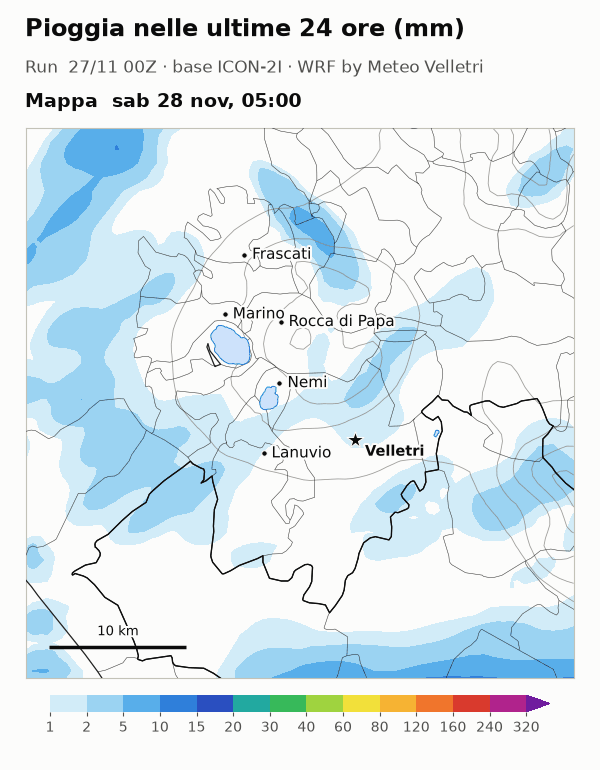 Pioggia nelle ultime 24 ore (mm)
Run  27/11 00Z · base ICON-2I · WRF by Meteo Velletri
Mappa  sab 28 nov, 05:00
Frascati
Marino
Rocca di Papa
Nemi
Velletri
Lanuvio
10 km
1 2 5 10 15 20 30 40 60 80 120 160 240 320